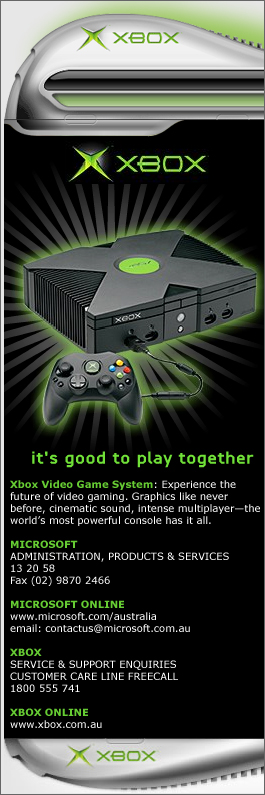 XBOX
XBOX
XBOX
it's good to play together
Xbox Video Game System: Experience the
future of video gaming. Graphics like never
before, cinematic sound, intense multiplayer—the
world's most powerful console has it all.
MICROSOFT
ADMINISTRATION, PRODUCTS & SERVICES
13 20 58
Fax (02) 9870 2466
MICROSOFT ONLINE
www.microsoft.com/australia
email: contactus@microsoft.com.au
XBOX
SERVICE & SUPPORT ENQUIRIES
CUSTOMER CARE LINE FREECALL
1800 555 741
XBOX ONLINE
www.xbox.com.au
XBOX